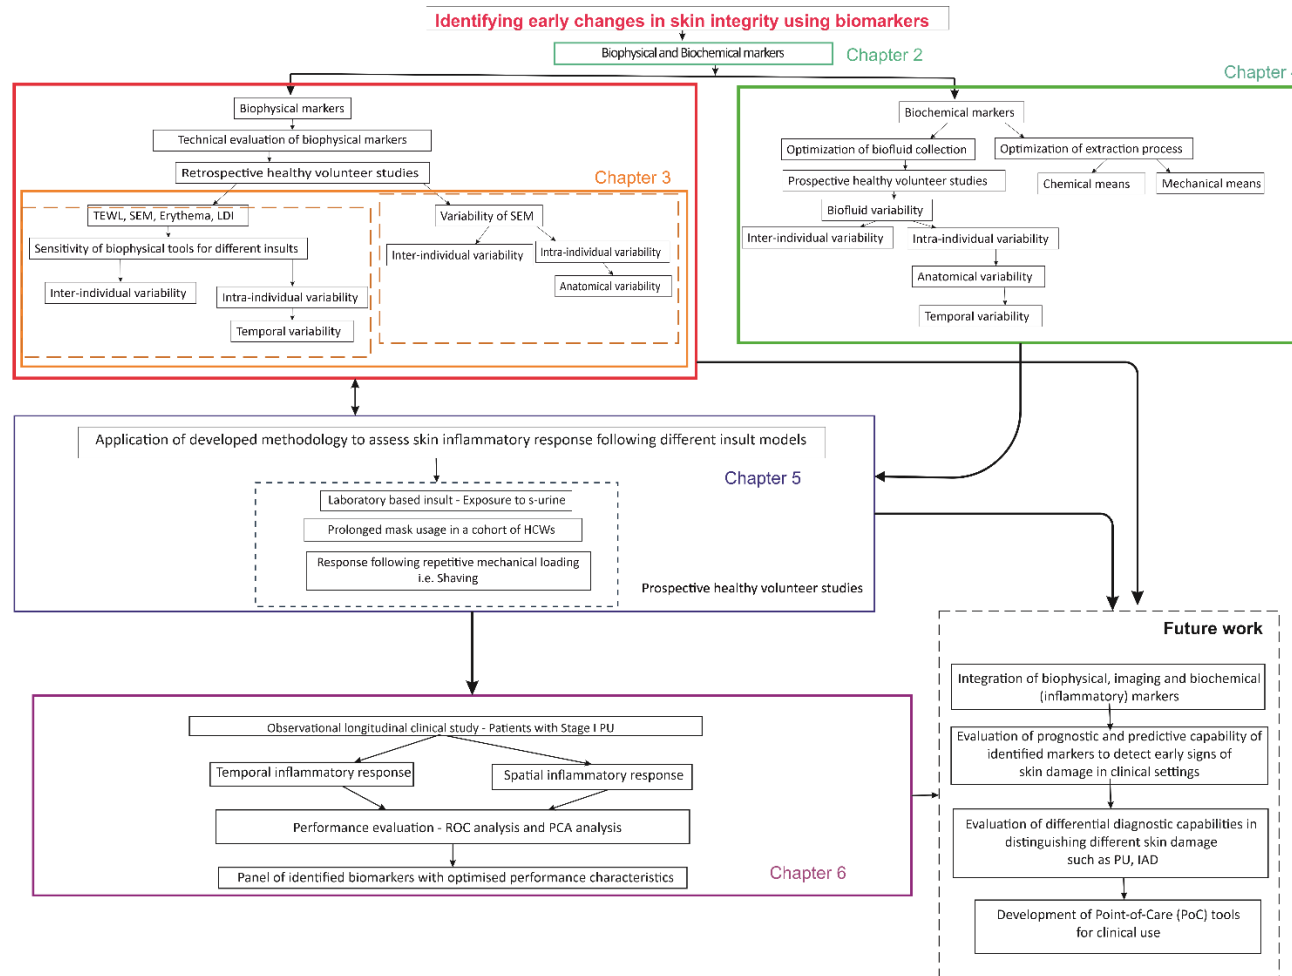 Identifying early changes in skin integrity using biomarkers
Biophysical and Biochemical markers
Chapter 2
Chapter
Biophysical markers
Technical evaluation of biophysical markers
Retrospective healthy volunteer studies
Chapter 3
TEWL, SEM, Erythema, LDI
Sensitivity of biophysical tools for different insults
Inter-individual variability
Intra-individual variability
Temporal variability
Variability of SEM
Inter-individual variability
Intra-individual variability
Anatomical variability
Biochemical markers
Optimization of biofluid collection
Optimization of extraction process
Prospective healthy volunteer studies
Chemical means
Mechanical means
Biofluid variability
Inter-individual variability
Intra-individual variability
Anatomical variability
Temporal variability
Application of developed methodology to assess skin inflammatory response following different insult models
Chapter 5
Laboratory based insult - Exposure to s-urine
Prolonged mask usage in a cohort of HCWs
Response following repetitive mechanical loading
i.e. Shaving
Prospective healthy volunteer studies
Observational longitudinal clinical study - Patients with Stage I PU
Temporal inflammatory response
Spatial inflammatory response
Performance evaluation - ROC analysis and PCA analysis
Panel of identified biomarkers with optimised performance characteristics
Chapter 6
Future work
Integration of biophysical, imaging and biochemical
(inflammatory) markers
Evaluation of prognostic and predictive capability of
identified markers to detect early signs of
skin damage in clinical settings
Evaluation of differential diagnostic capabilities in
distinguishing different skin damage
such as PU, IAD
Development of Point-of-Care (PoC) tools
for clinical use